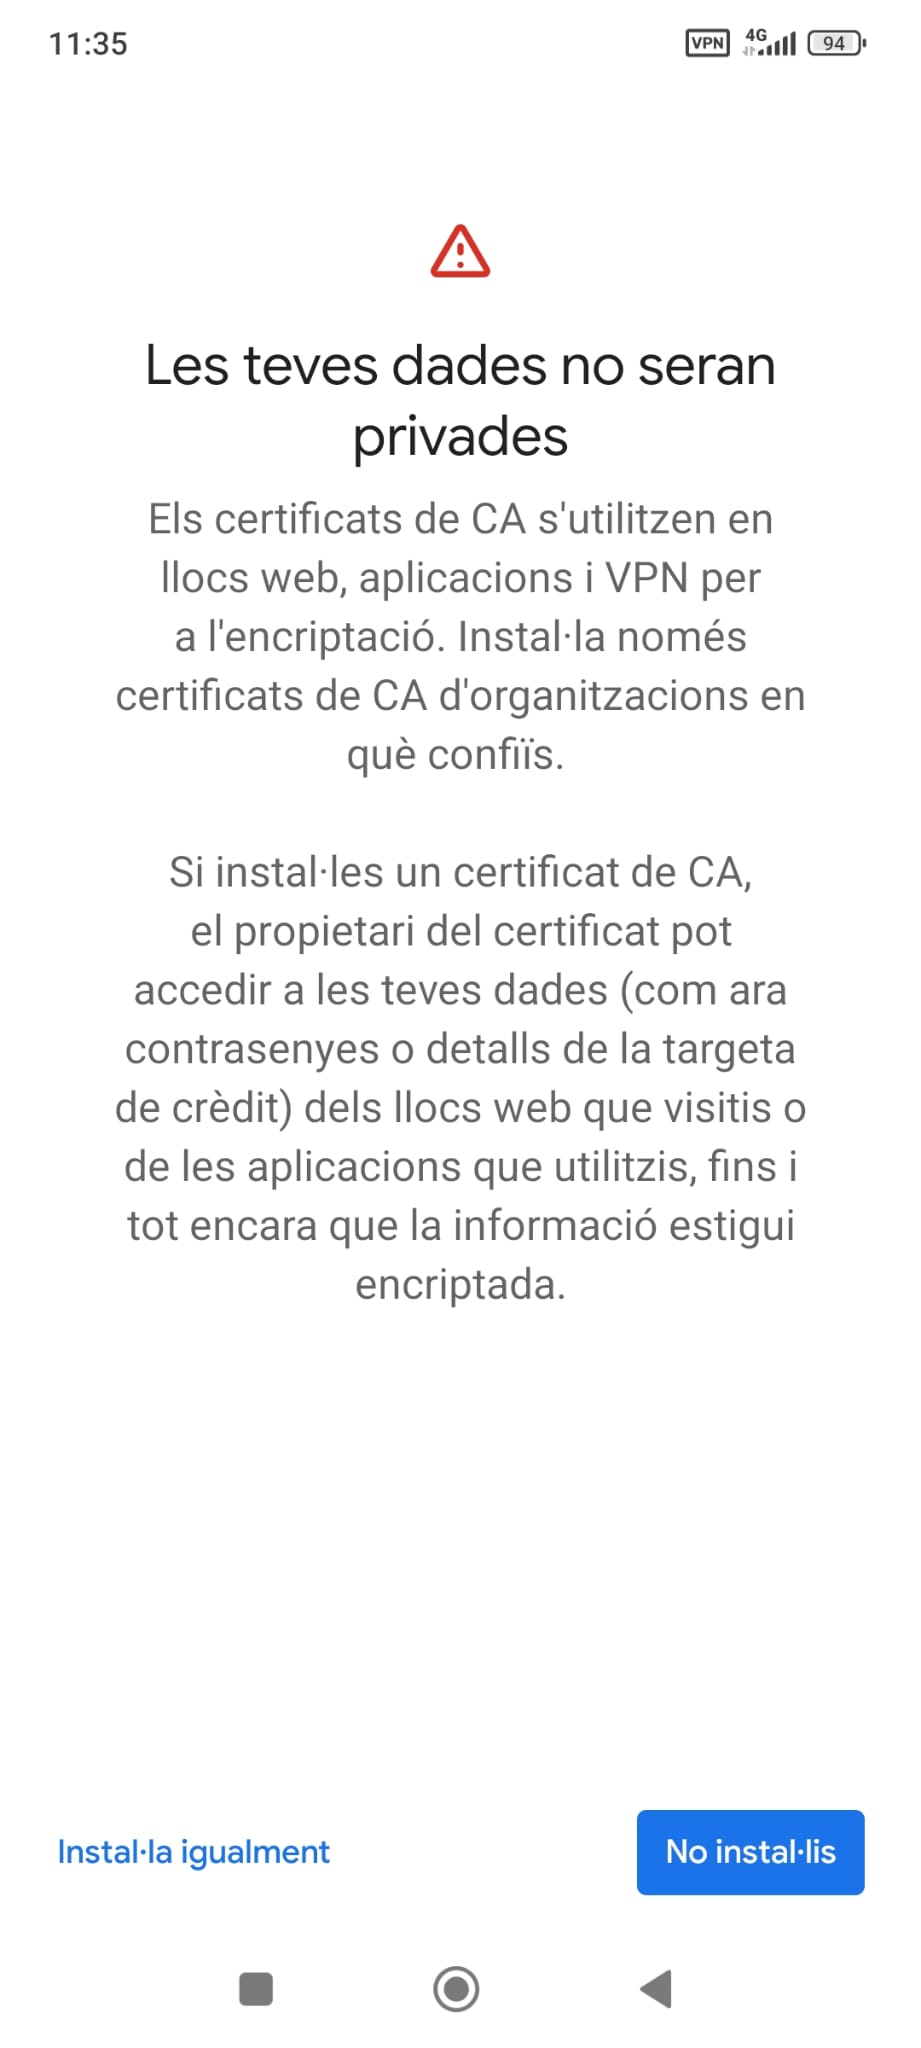 11:35
VPN 4G 94
Les teves dades no seran
privades
Els certificats de CA s'utilitzen en
llocs web, aplicacions i VPN per
a l'encriptació. Instal·la només
certificats de CA d'organitzacions en
què confiïs.
Si instal·les un certificat de CA,
el propietari del certificat pot
accedir a les teves dades (com ara
contrasenyes o detalls de la targeta
de crèdit) dels llocs web que visitis o
de les aplicacions que utilitzis, fins i
tot encara que la informació estigui
encriptada.
Instal·la igualment
No instal·lis